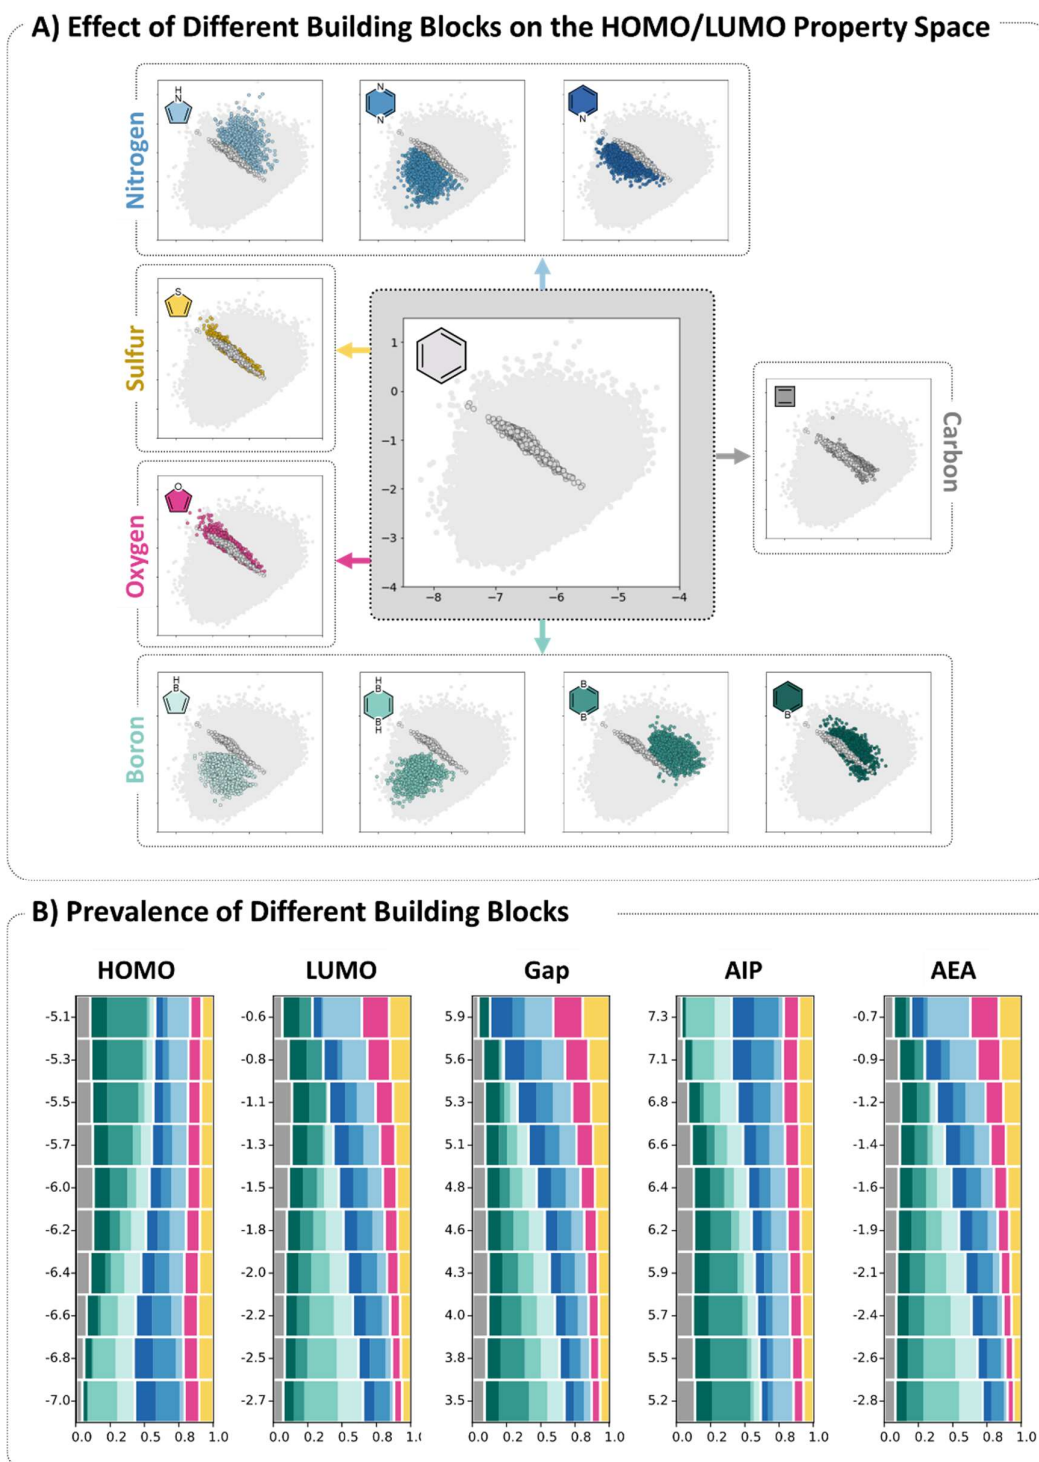 A) Effect of Different Building Blocks on the HOMO/LUMO Property Space
Nitrogen
H
N
N
N
N
Sulfur
S
Oxygen
O
1
0
−1
−2
−3
−4
−8
−7
−6
−5
−4
Carbon
Boron
H
B
H
B
B
H
B
B
B
B) Prevalence of Different Building Blocks
HOMO
LUMO
Gap
AIP
AEA
-5.1
-5.3
-5.5
-5.7
-6.0
-6.2
-6.4
-6.6
-6.8
-7.0
0.0 0.2 0.5 0.8 1.0
-0.6
-0.8
-1.1
-1.3
-1.5
-1.8
-2.0
-2.2
-2.5
-2.7
0.0 0.2 0.5 0.8
5.9
5.6
5.3
5.1
4.8
4.6
4.3
4.0
3.8
3.5
0.0 0.2 0.5 0.8 1.0
7.3
7.1
6.8
6.6
6.4
6.2
5.9
5.7
5.5
5.2
0.0 0.2 0.5 0.8 1.0
-0.7
-0.9
-1.2
-1.4
-1.6
-1.9
-2.1
-2.4
-2.6
-2.8
0.0 0.2 0.5 0.8 1.0